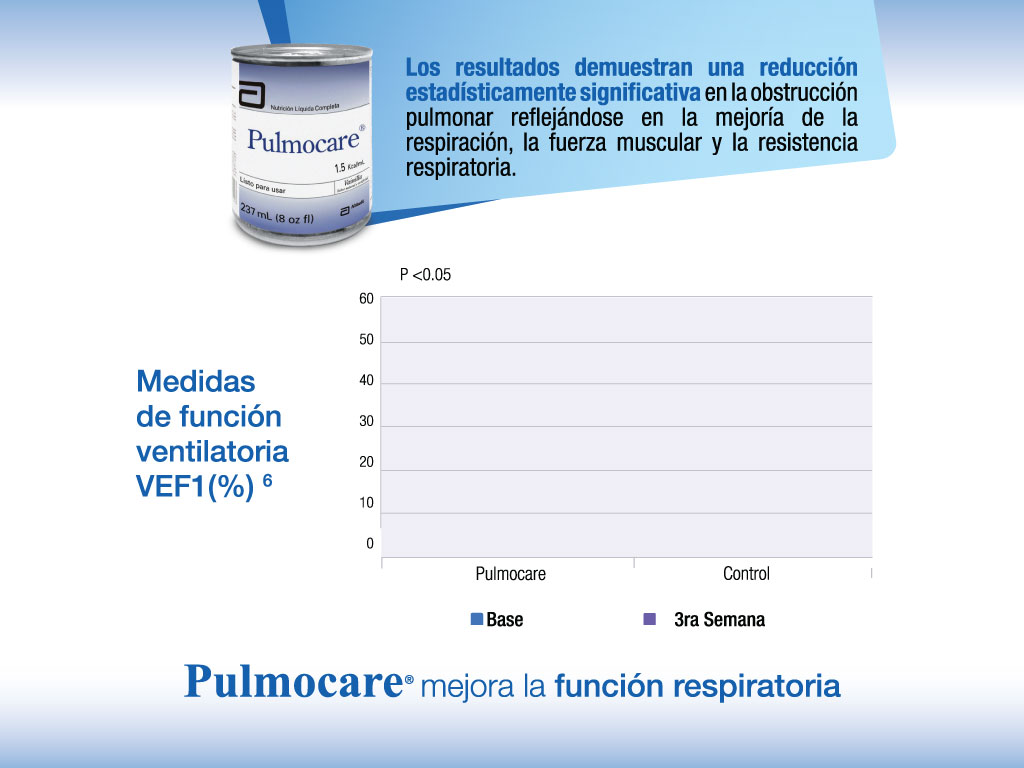 Los resultados demuestran una reducción
estadísticamente significativa en la obstrucción
pulmonar reflejándose en la mejoría de la
respiración, la fuerza muscular y la resistencia
respiratoria.
Nutrición Líquida Completa
Pulmocare®
1.5 Kcal/mL
Listo para usar
Vainilla
237 mL (8 oz fl)
Abbott
P <0.05
60
50
40
30
20
10
0
Medidas
de función
ventilatoria
VEF1(%) 6
Pulmocare
Control
Base
3ra Semana
Pulmocare® mejora la función respiratoria